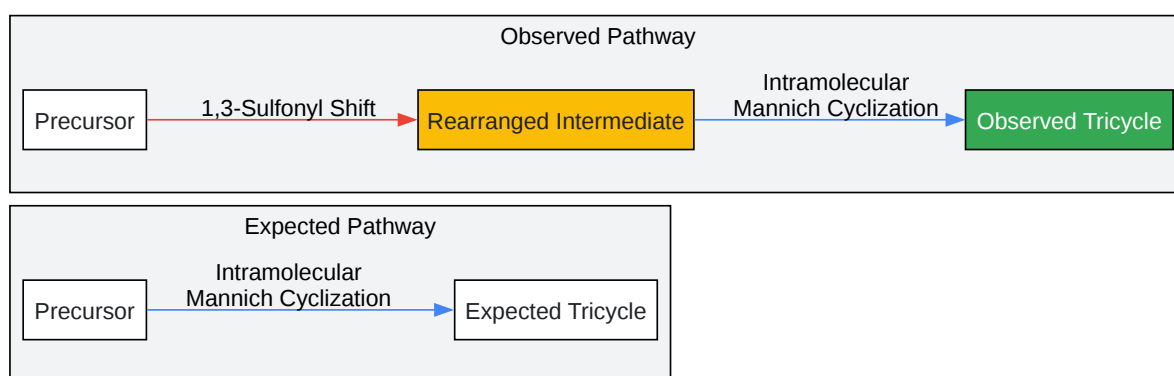 Observed Pathway
Precursor
1,3-Sulfonyl Shift
Rearranged Intermediate
Intramolecular
Mannich Cyclization
Observed Tricycle
Expected Pathway
Precursor
Intramolecular
Mannich Cyclization
Expected Tricycle